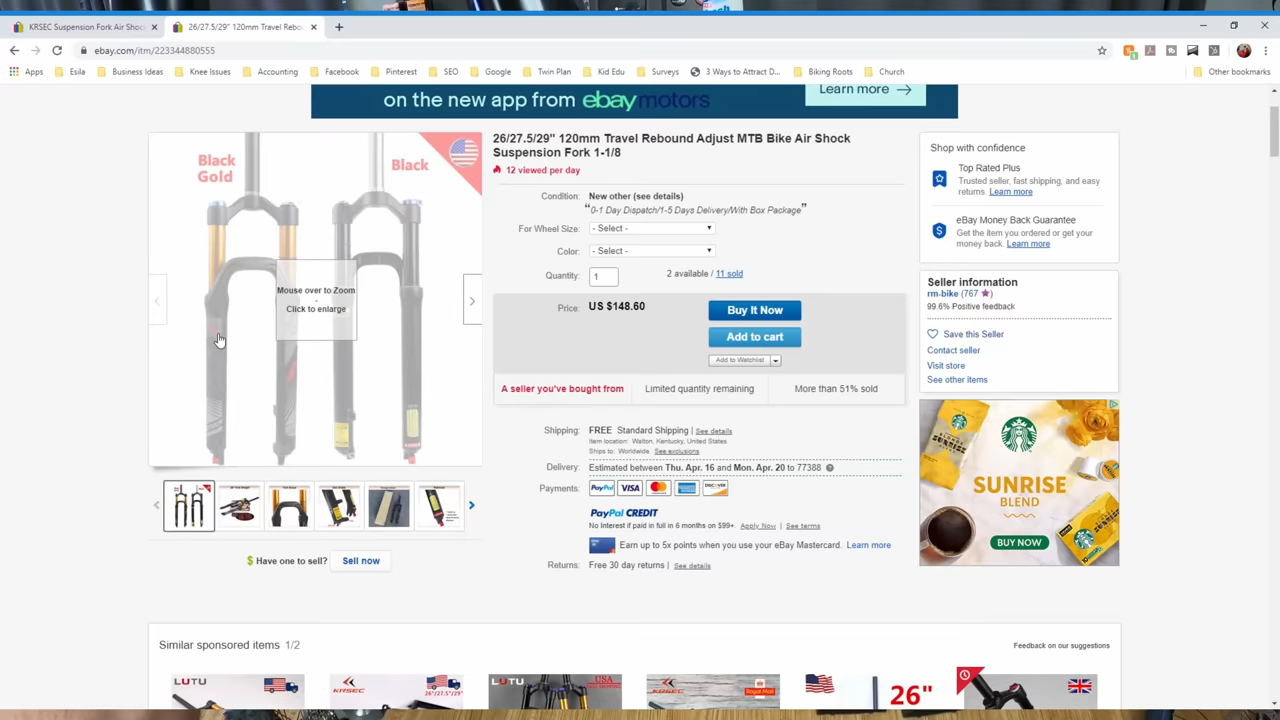 KRSEC Suspension Fork Air Shoc
26/27.5/29" 120mm Travel Rebou
ebay.com/item/223344880555
Apps
Esila
Business Ideas
Knee Issues
Accounting
Facebook
Pinterest
SEO
Google
Twin Plan
Kid Edu
Surveys
3 Ways to Attract D...
Biking Roots
Church
Other bookmarks
on the new app from ebay motors
Learn more →
Black
Gold
Black
Mouse over to Zoom
-
Click to enlarge
Have one to sell?
Sell now
26/27.5/29" 120mm Travel Rebound Adjust MTB Bike Air Shock
Suspension Fork 1-1/8
12 viewed per day
Condition: New other (see details)
"0-1 Day Dispatch/1-5 Days Delivery/With Box Package"
For Wheel Size: - Select -
Color: - Select -
Quantity: 1 2 available / 11 sold
Price: US $148.60
Buy It Now
Add to cart
Add to Watchlist
A seller you've bought from
Limited quantity remaining
More than 51% sold
Shipping: FREE Standard Shipping | See details
Item location: Walton, Kentucky, United States
Ships to: Worldwide See exclusions
Delivery: Estimated between Thu. Apr. 16 and Mon. Apr. 20 to 77388
Payments: PayPal VISA DISCOVER
PayPal CREDIT
No Interest if paid in full in 6 months on $99+. Apply Now | See terms
Earn up to 5x points when you use your eBay Mastercard. Learn more
Returns: Free 30 day returns | See details
Shop with confidence
Top Rated Plus
Trusted seller, fast shipping, and easy
returns. Learn more
eBay Money Back Guarantee
Get the item you ordered or get your
money back. Learn more
Seller information
rm-bike (767 )
99.6% Positive feedback
Save this Seller
Contact seller
Visit store
See other items
SUNRISE
BLEND
BUY NOW
Similar sponsored items 1/2
Feedback on our suggestions
LUTU
KRSEC
26"/27.5"/29"
LUTU
USA
KRSEC
Royal Mail
26"